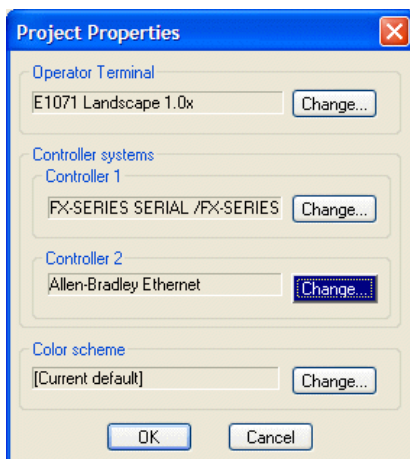 Project Properties
Operator Terminal
E1071 Landscape 1.0x
Change...
Controller systems
Controller 1
FX-SERIES SERIAL /FX-SERIES
Change...
Controller 2
Allen-Bradley Ethernet
Change...
Color scheme
[Current default]
Change...
OK
Cancel